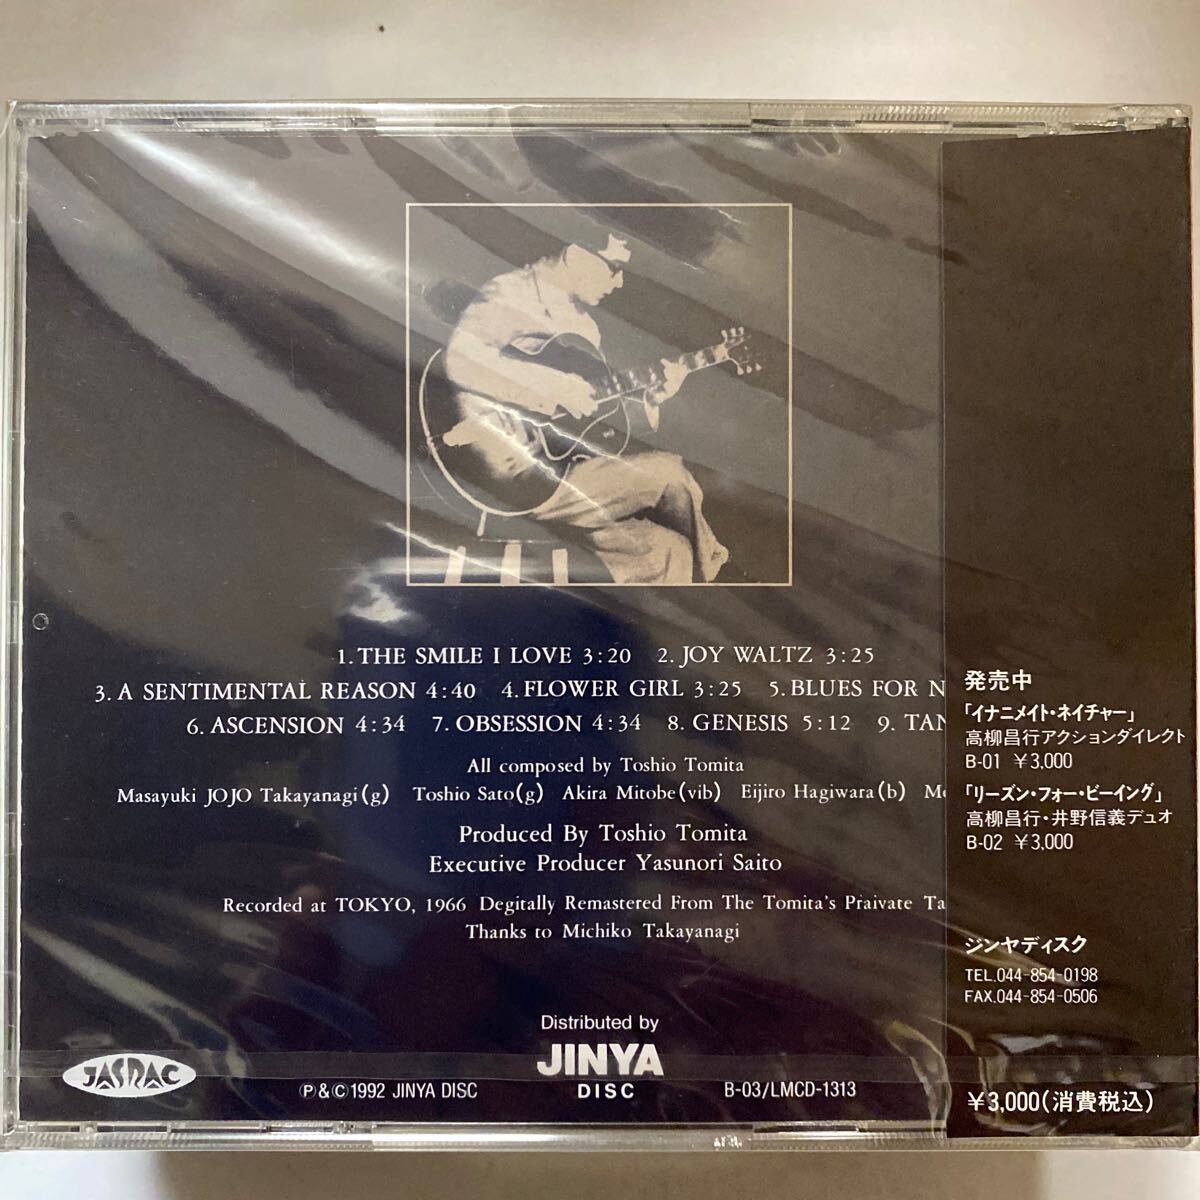 1. THE SMILE I LOVE 3:20 2. JOY WALTZ 3:25
3. A SENTIMENTAL REASON 4:40 4. FLOWER GIRL 3:25 5. BLUES FOR
6. ASCENSION 4:34 7. OBSESSION 4:34 8. GENESIS 5:12 9.
All composed by Toshio Tomita
Masayuki JOJO Takayanagi(g) Toshio Sato(g) Akira Mitobe(vib) Eijiro Hagiwara(b)
Produced By Toshio Tomita
Executive Producer Yasunori Saito
Recorded at TOKYO, 1966 Degitally Remastered From The Tomita's Praivate
Thanks to Michiko Takayanagi
Distributed by
JINYA
DISC
JASRAC
Ⓟ&Ⓒ1992 JINYA DISC
B-03/LMCD-1313
発売中
「イナニメイト・ネイチャー」
高柳昌行アクションダイレクト
B-01 ¥3,000
「リーズン・フォー・ビーイング」
高柳昌行・井野信義デュオ
B-02 ¥3,000
ジンヤディスク
TEL.044-854-0198
FAX.044-854-0506
¥3,000(消費税込)